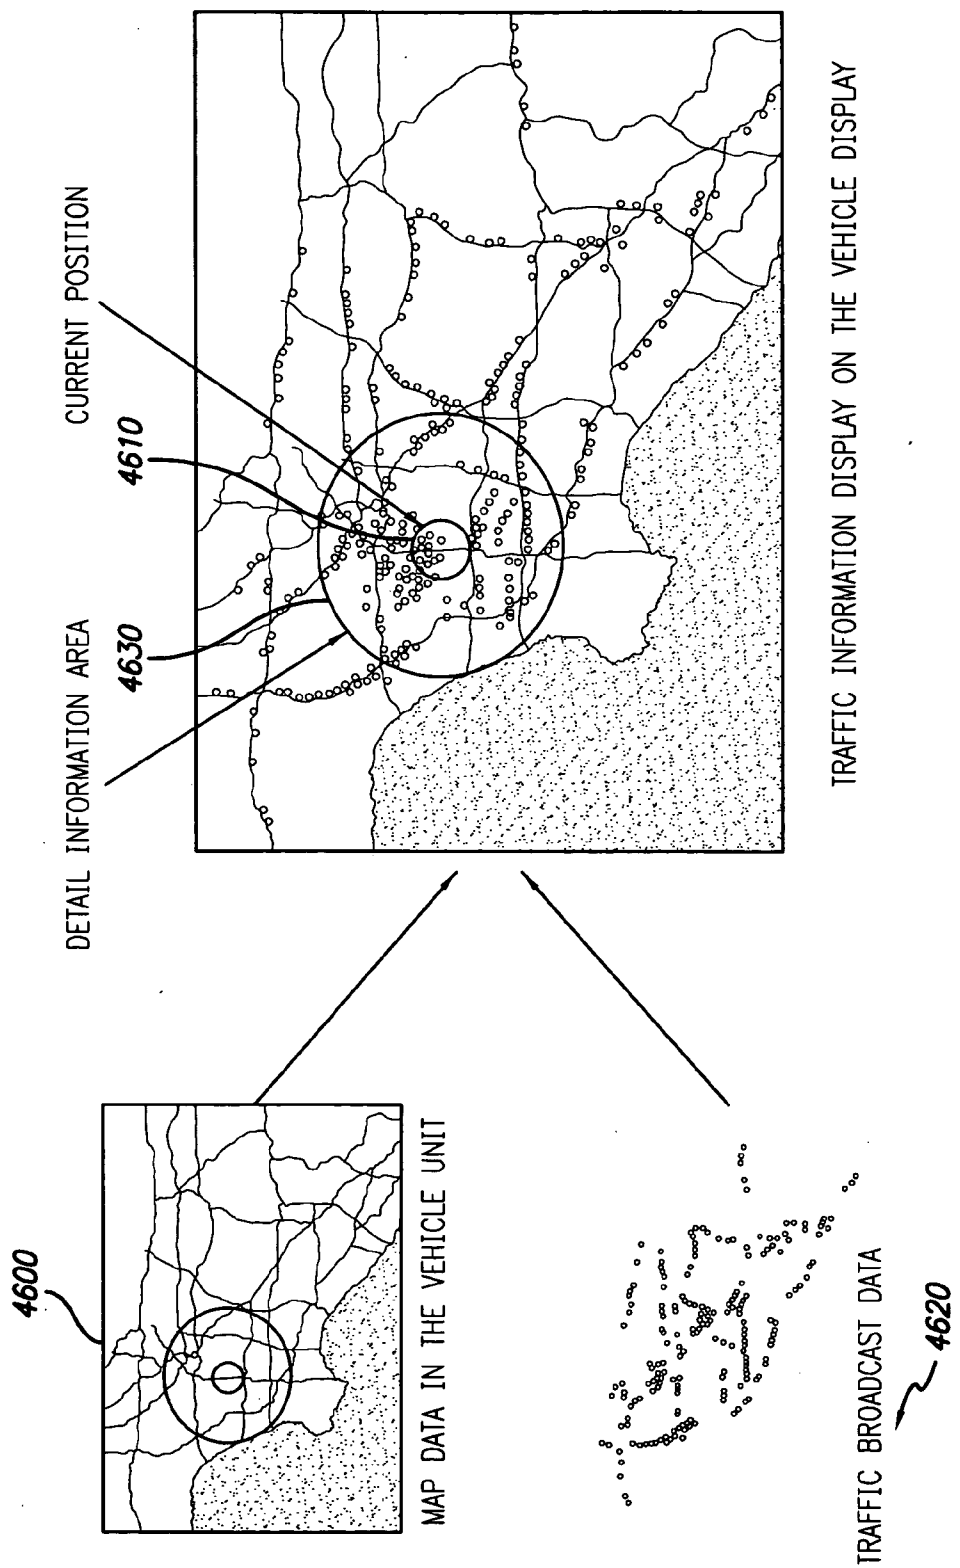 4600
MAP DATA IN THE VEHICLE UNIT
TRAFFIC BROADCAST DATA
4620
DETAIL INFORMATION AREA
4630
4610
CURRENT POSITION
TRAFFIC INFORMATION DISPLAY ON THE VEHICLE DISPLAY